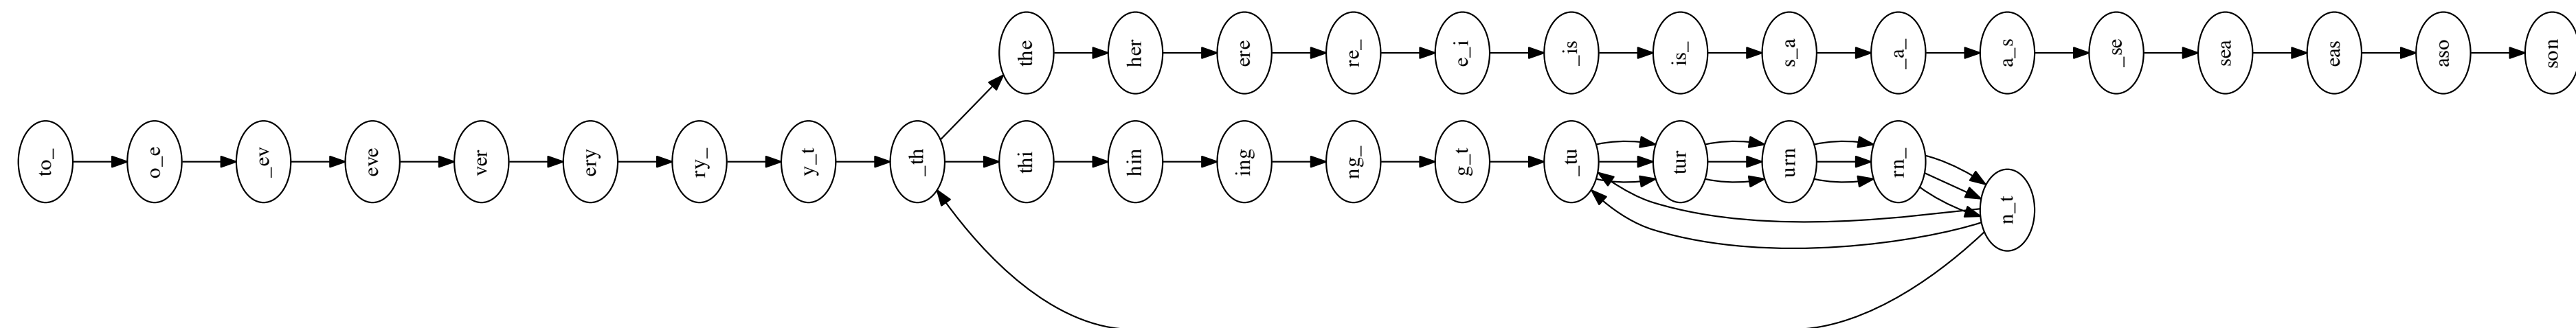 the her ere re_ e_i _is is_ s_a _a_ a_s _se sea eas aso son
to_ o_e _ev eve ver ery ry_ y_t _th thi hin ing ng_ g_t _tu tur urn rn_ n_t